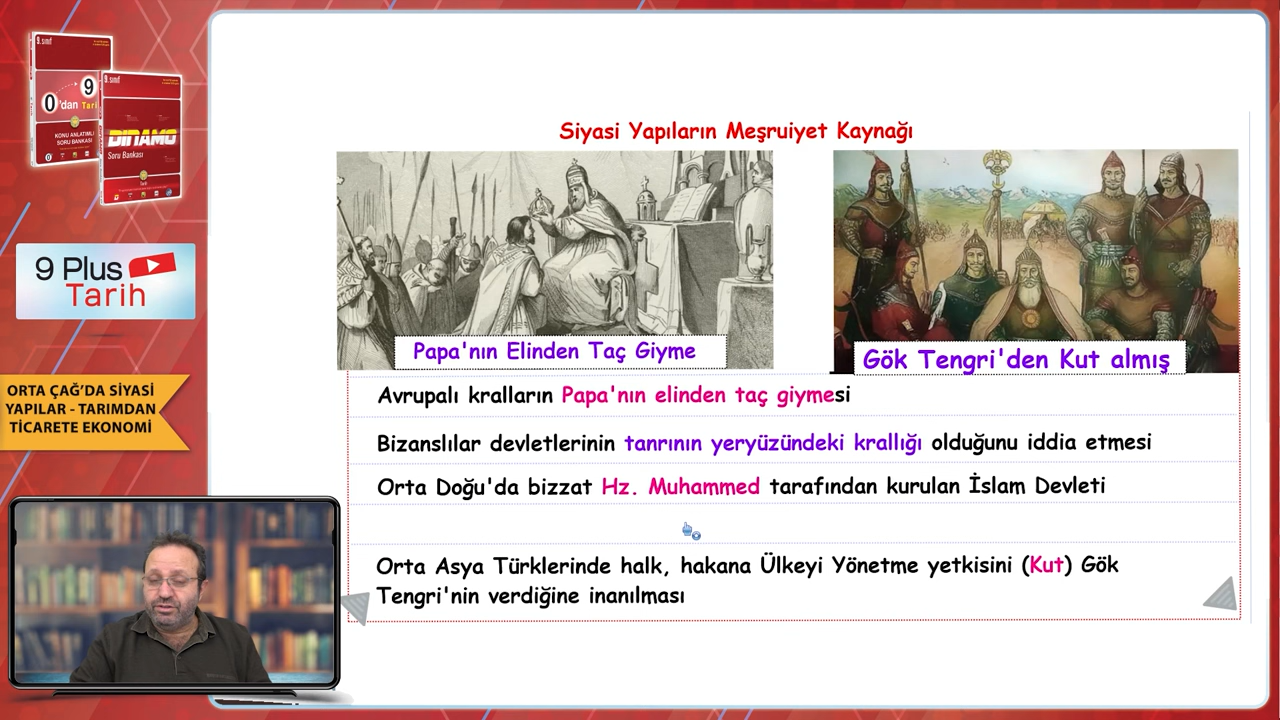 9.sınıf
0'dan 9 Tarih
KONU ANLATIMLI
SORU BANKASI
9.sınıf
DİNAMO
Soru Bankası
Tarih
9 Plus
Tarih
ORTA ÇAĞ'DA SİYASİ
YAPILAR - TARIMDAN
TİCARETE EKONOMİ
Siyasi Yapıların Meşruiyet Kaynağı
Papa'nın Elinden Taç Giyme
Gök Tengri'den Kut almış
Avrupalı kralların Papa'nın elinden taç giymesi
Bizanslılar devletlerinin tanrının yeryüzündeki krallığı olduğunu iddia etmesi
Orta Doğu'da bizzat Hz. Muhammed tarafından kurulan İslam Devleti
Orta Asya Türklerinde halk, hakana Ülkeyi Yönetme yetkisini (Kut) Gök
Tengri'nin verdiğine inanılması